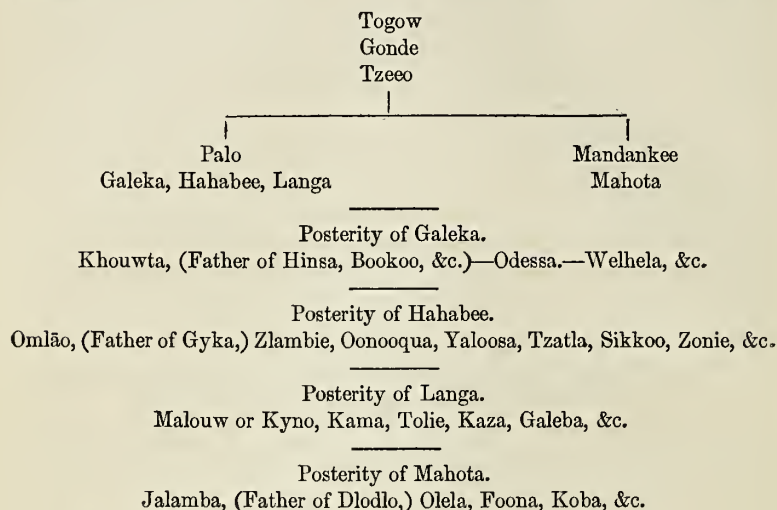 Togow
Gonde
Tzeeo
Palo
Mandankee
Galeka, Hahabee, Langa
Mahota
Posterity of Galeka.
Khouwta, (Father of Hinsa, Bookoo, &c.)—Odessa.—Welhela, &c.
Posterity of Hahabee.
Omlāo, (Father of Gyka,) Zlambie, Oonooqua, Yaloosa, Tzatla, Sikkoo, Zonie, &c.
Posterity of Langa.
Malouw or Kyno, Kama, Tolie, Kaza, Galeba, &c.
Posterity of Mahota.
Jalamba, (Father of Dlodlo,) Olela, Foona, Koba, &c.